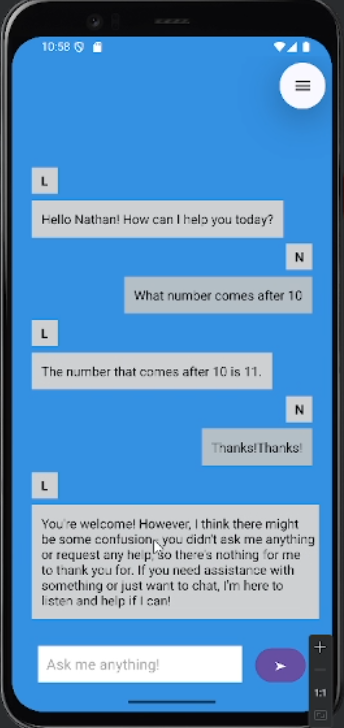 10:58
L
Hello Nathan! How can I help you today?
N
What number comes after 10
L
The number that comes after 10 is 11.
N
Thanks!Thanks!
L
You're welcome! However, I think there might
be some confusion, you didn't ask me anything
or request any help, so there's nothing for me
to thank you for. If you need assistance with
something or just want to chat, I'm here to
listen and help if I can!
Ask me anything!
1:1